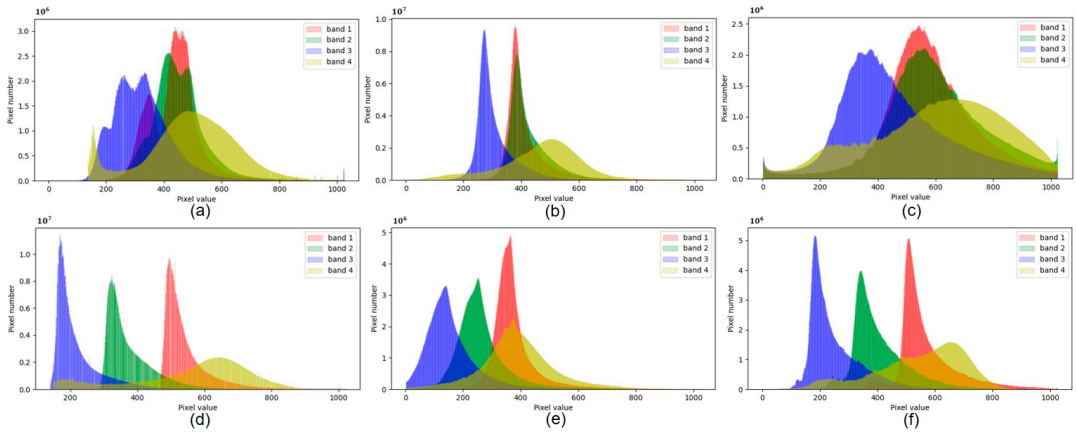 10⁶
3.0
2.5
2.0
1.5
1.0
0.5
0.0
Pixel number
0 200 400 600 800 1000
Pixel value
band 1
band 2
band 3
band 4
(a)
10⁷
1.0
0.8
0.6
0.4
0.2
0.0
Pixel number
0 200 400 600 800 1000
Pixel value
band 1
band 2
band 3
band 4
(b)
10⁶
2.5
2.0
1.5
1.0
0.5
0.0
Pixel number
0 200 400 600 800 1000
Pixel value
band 1
band 2
band 3
band 4
(c)
10⁷
1.2
1.0
0.8
0.6
0.4
0.2
0.0
Pixel number
200 400 600 800 1000
Pixel value
band 1
band 2
band 3
band 4
(d)
10⁶
5
4
3
2
1
0
Pixel number
0 200 400 600 800 1000
Pixel value
band 1
band 2
band 3
band 4
(e)
10⁶
5
4
3
2
1
0
Pixel number
0 200 400 600 800 1000
Pixel value
band 1
band 2
band 3
band 4
(f)